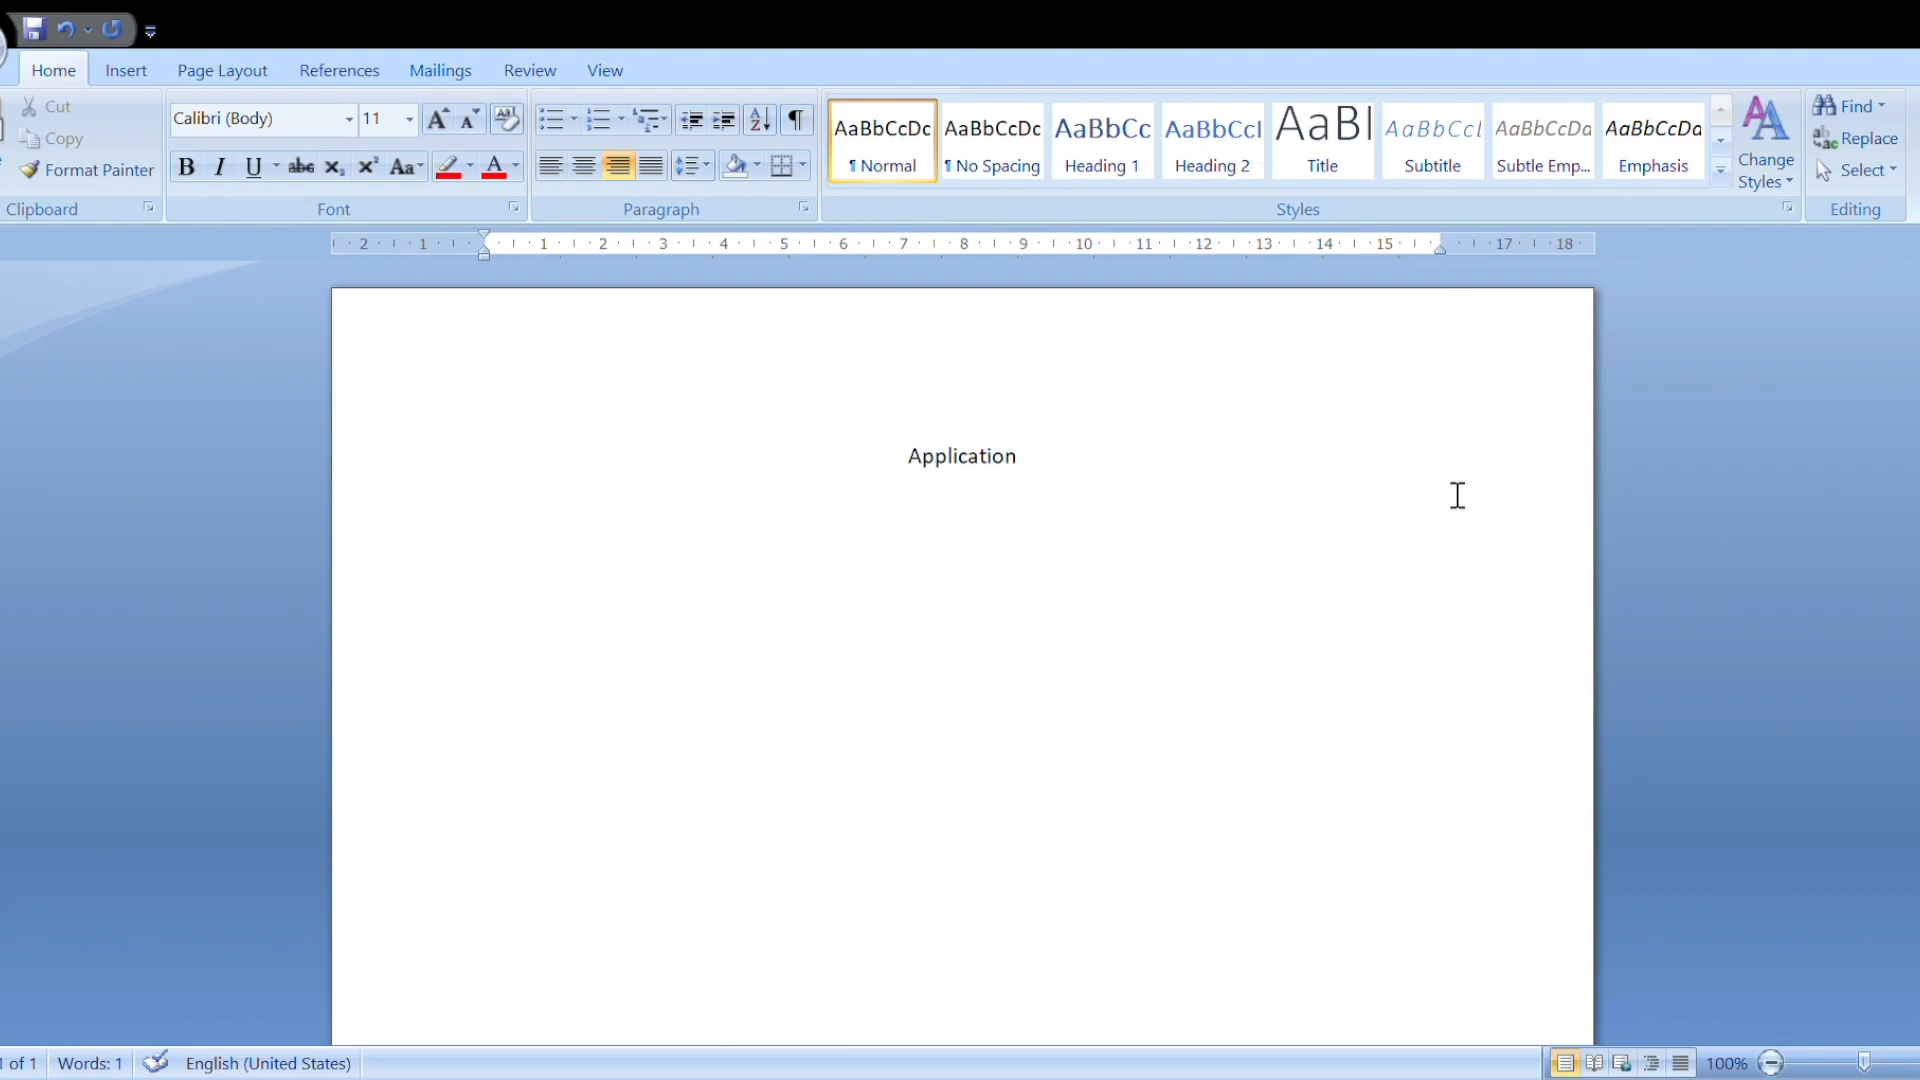 Home Insert Page Layout References Mailings Review View
Cut
Copy
Format Painter
Clipboard
Calibri (Body) 11
B I U abc x₂ x² Aa A
Font
Paragraph
AaBbCcDc AaBbCcDc AaBbCc AaBbCcI AaBI AaBbCcL AaBbCcDa AaBbCcDa
¶ Normal ¶ No Spacing Heading 1 Heading 2 Title Subtitle Subtle Emp... Emphasis
Styles
Change
Styles
Find
Replace
Select
Editing
2 1 1 2 3 4 5 6 7 8 9 10 11 12 13 14 15 17 18
Application
1 of 1 Words: 1 English (United States) 100%